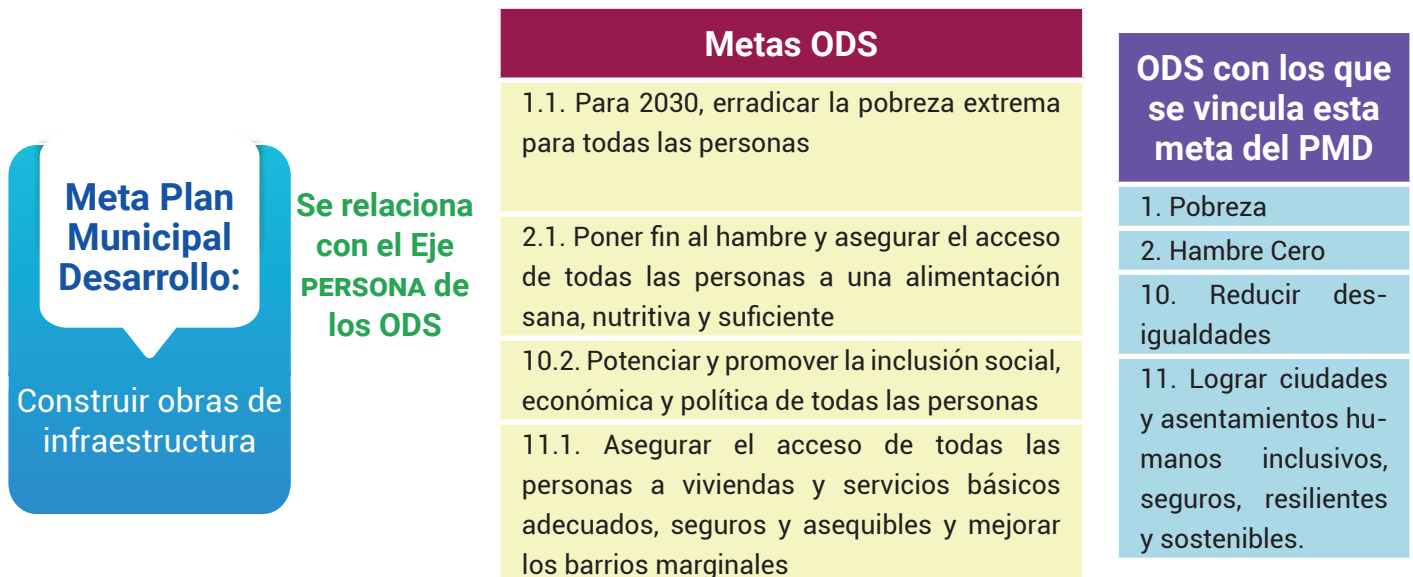 Meta Plan
Municipal
Desarrollo:
Construir obras de
infraestructura
Se relaciona
con el Eje
PERSONA de
los ODS
Metas ODS
1.1. Para 2030, erradicar la pobreza extrema
para todas las personas
2.1. Poner fin al hambre y asegurar el acceso
de todas las personas a una alimentación
sana, nutritiva y suficiente
10.2. Potenciar y promover la inclusión social,
económica y política de todas las personas
11.1. Asegurar el acceso de todas las
personas a viviendas y servicios básicos
adecuados, seguros y asequibles y mejorar
los barrios marginales
ODS con los que
se vincula esta
meta del PMD
1. Pobreza
2. Hambre Cero
10. Reducir des-
igualdades
11. Lograr ciudades
y asentamientos hu-
manos inclusivos,
seguros, resilientes
y sostenibles.